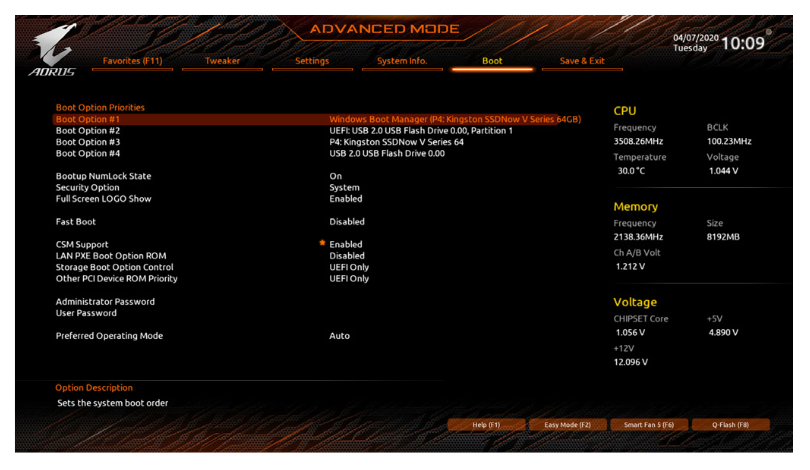 ADVANCED MODE
04/07/2020 Tuesday 10:09
AORUS
Favorites (F11) Tweaker Settings System Info. Boot Save & Exit
Boot Option Priorities
Boot Option #1 Windows Boot Manager (P4: Kingston SSDNow V Series 64GB)
Boot Option #2 UEFI: USB 2.0 USB Flash Drive 0.00, Partition 1
Boot Option #3 P4: Kingston SSDNow V Series 64
Boot Option #4 USB 2.0 USB Flash Drive 0.00
Bootup NumLock State On
Security Option System
Full Screen LOGO Show Enabled
Fast Boot Disabled
CSM Support Enabled
LAN PXE Boot Option ROM Disabled
Storage Boot Option Control UEFI Only
Other PCI Device ROM Priority UEFI Only
Administrator Password
User Password
Preferred Operating Mode Auto
CPU
Frequency BCLK
3508.26MHz 100.23MHz
Temperature Voltage
30.0 °C 1.044 V
Memory
Frequency Size
2138.36MHz 8192MB
Ch A/B Volt
1.212 V
Voltage
CHIPSET Core +5V
1.056 V 4.890 V
+12V
12.096 V
Option Description
Sets the system boot order
Help (F1) Easy Mode (F2) Smart Fan 5 (F6) Q-Flash (F8)